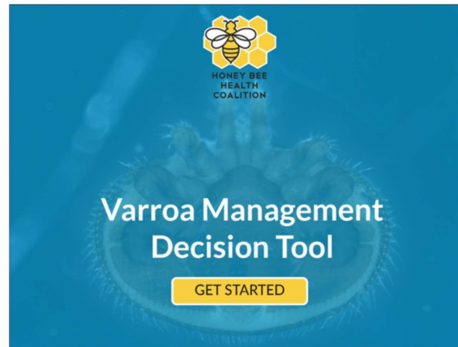 HONEY BEE
HEALTH
COALITION
Varroa Management
Decision Tool
GET STARTED